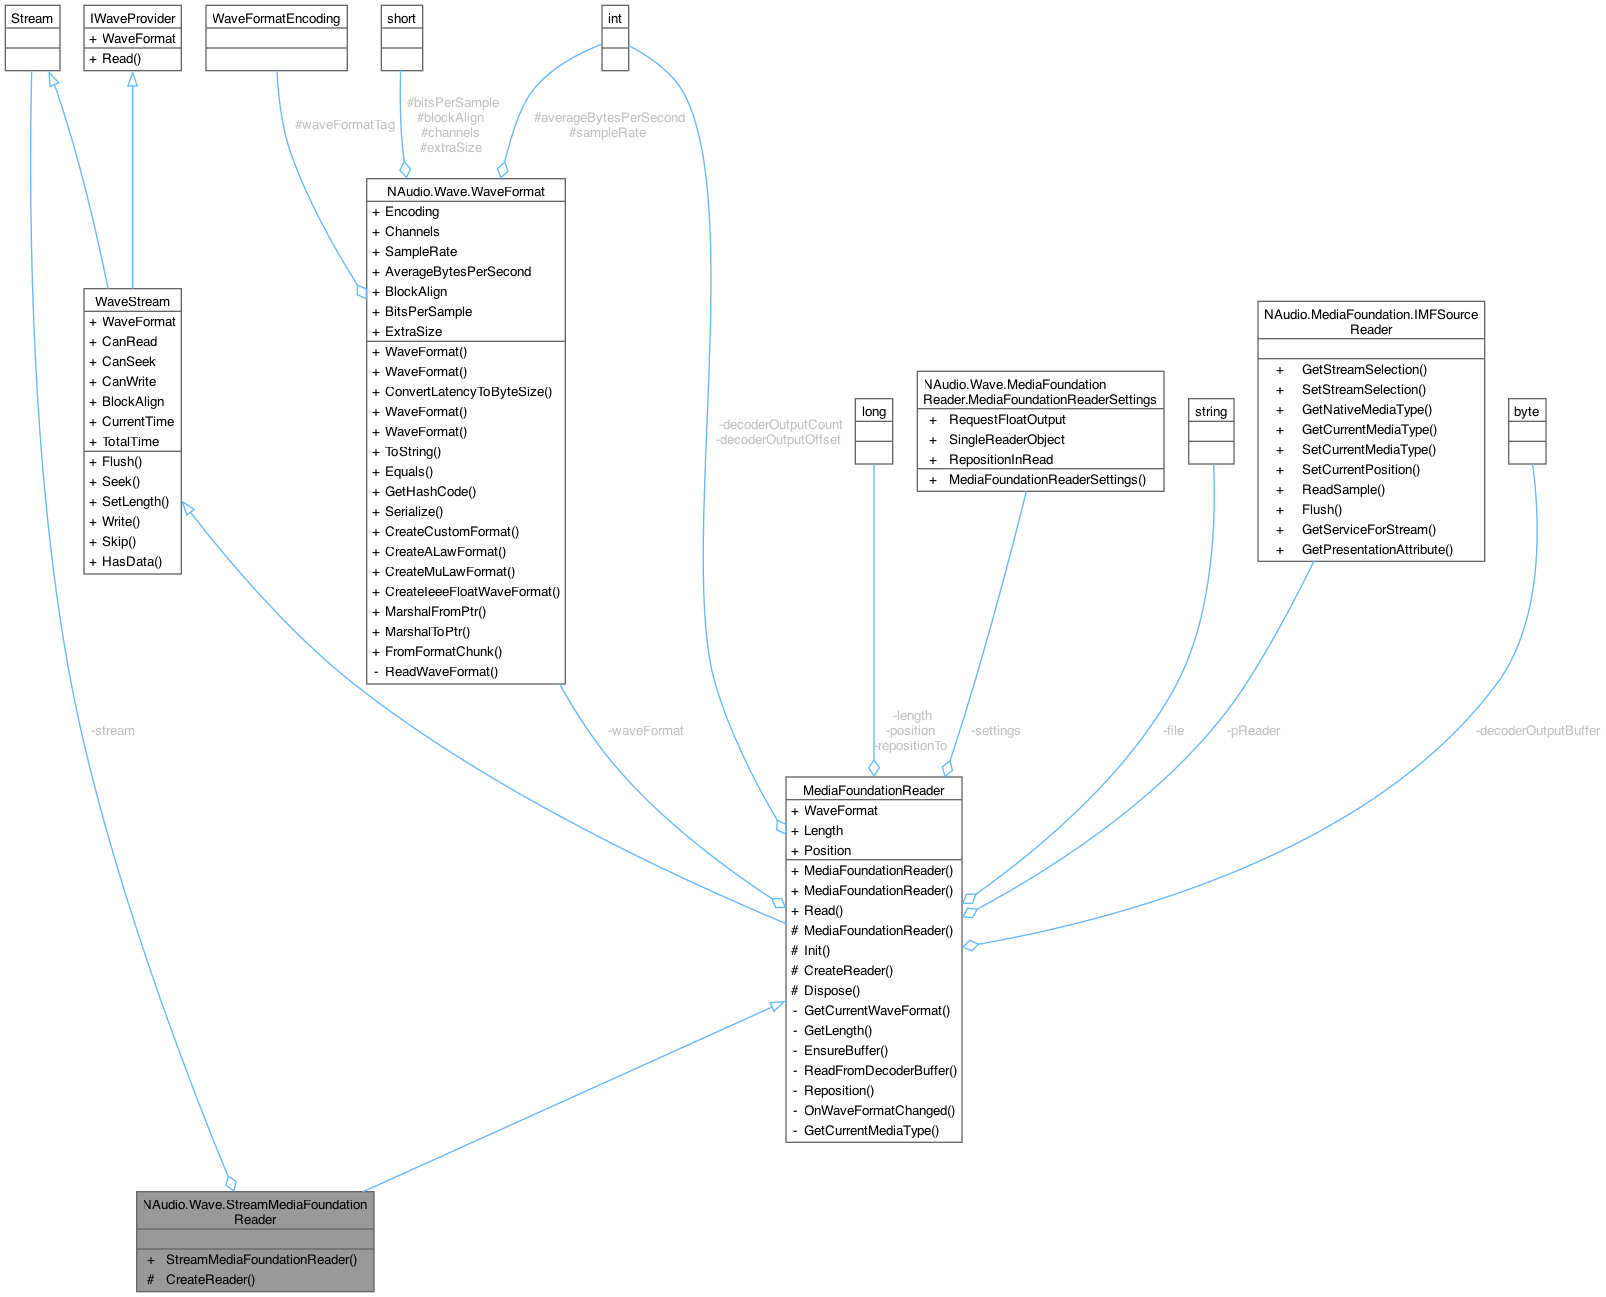 Stream
IWaveProvider
+ WaveFormat
+ Read()
WaveFormatEncoding
short
int
#waveFormatTag
#bitsPerSample
#blockAlign
#channels
#extraSize
#averageBytesPerSecond
#sampleRate
WaveStream
+ WaveFormat
+ CanRead
+ CanSeek
+ CanWrite
+ BlockAlign
+ CurrentTime
+ TotalTime
+ Flush()
+ Seek()
+ SetLength()
+ Write()
+ Skip()
+ HasData()
NAudio.Wave.WaveFormat
+ Encoding
+ Channels
+ SampleRate
+ AverageBytesPerSecond
+ BlockAlign
+ BitsPerSample
+ ExtraSize
+ WaveFormat()
+ WaveFormat()
+ ConvertLatencyToByteSize()
+ WaveFormat()
+ WaveFormat()
+ ToString()
+ Equals()
+ GetHashCode()
+ Serialize()
+ CreateCustomFormat()
+ CreateALawFormat()
+ CreateMuLawFormat()
+ CreateIeeeFloatWaveFormat()
+ MarshalFromPtr()
+ MarshalToPtr()
+ FromFormatChunk()
- ReadWaveFormat()
-decoderOutputCount
-decoderOutputOffset
long
NAudio.Wave.MediaFoundation
Reader.MediaFoundationReaderSettings
+ RequestFloatOutput
+ SingleReaderObject
+ RepositionInRead
+ MediaFoundationReaderSettings()
string
NAudio.MediaFoundation.IMFSource
Reader
+ GetStreamSelection()
+ SetStreamSelection()
+ GetNativeMediaType()
+ GetCurrentMediaType()
+ SetCurrentMediaType()
+ SetCurrentPosition()
+ ReadSample()
+ Flush()
+ GetServiceForStream()
+ GetPresentationAttribute()
byte
-stream
-waveFormat
-length
-position
-repositionTo
-settings
-file
-pReader
-decoderOutputBuffer
MediaFoundationReader
+ WaveFormat
+ Length
+ Position
+ MediaFoundationReader()
+ MediaFoundationReader()
+ Read()
# MediaFoundationReader()
# Init()
# CreateReader()
# Dispose()
- GetCurrentWaveFormat()
- GetLength()
- EnsureBuffer()
- ReadFromDecoderBuffer()
- Reposition()
- OnWaveFormatChanged()
- GetCurrentMediaType()
NAudio.Wave.StreamMediaFoundation
Reader
+ StreamMediaFoundationReader()
# CreateReader()